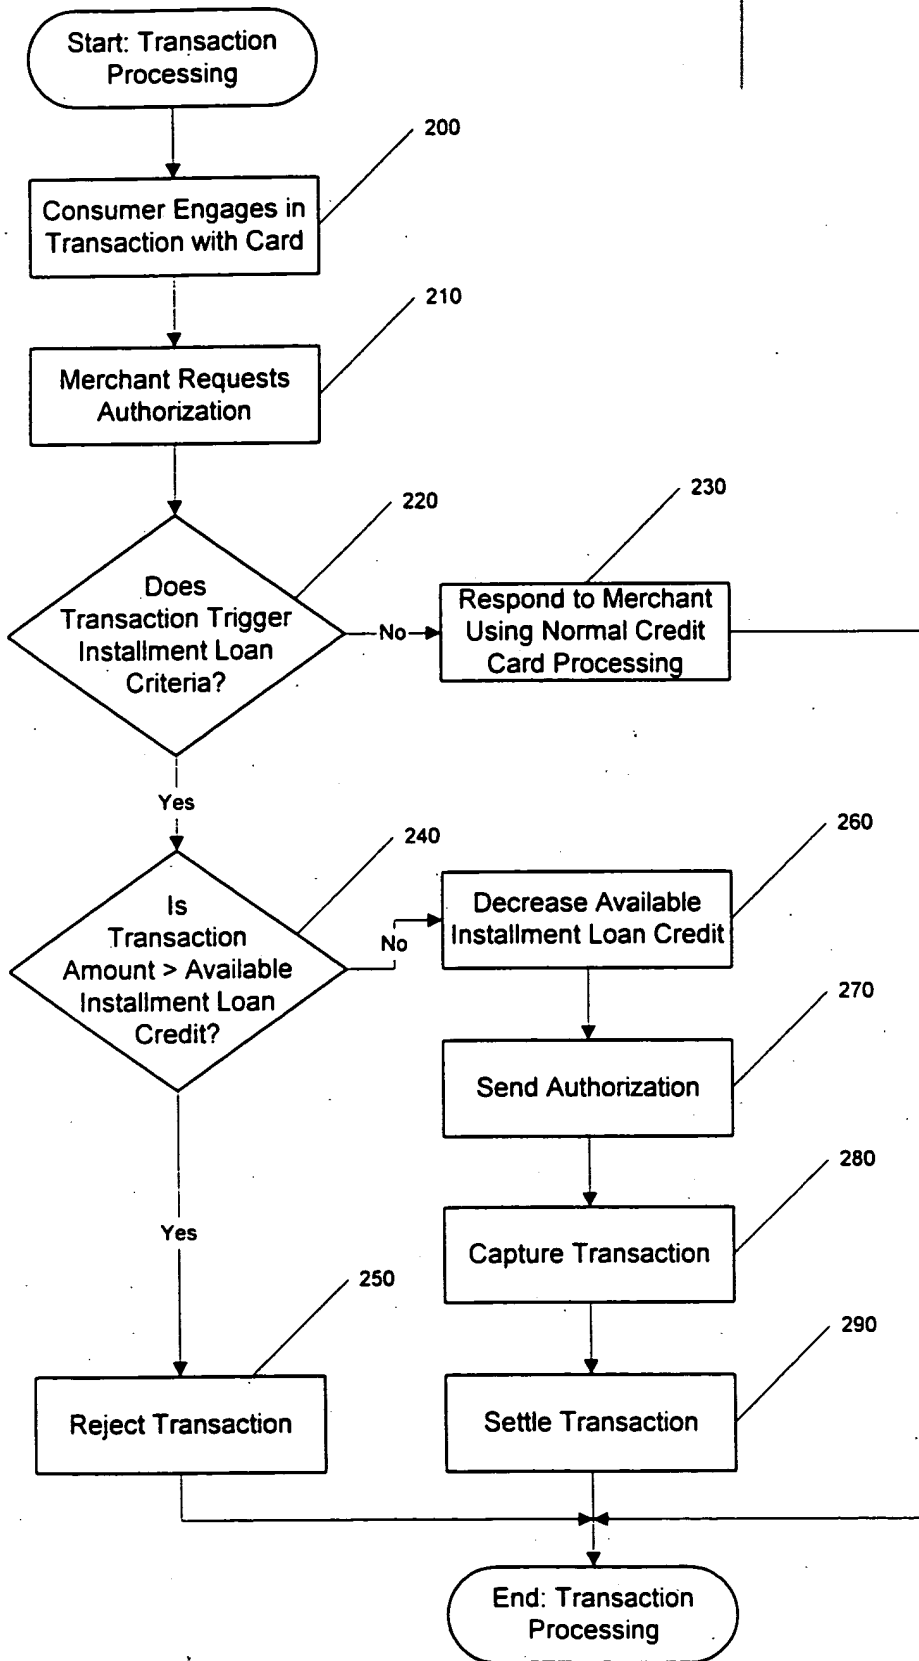 Start: Transaction
Processing
200
Consumer Engages in
Transaction with Card
210
Merchant Requests
Authorization
220
Does
Transaction Trigger
Installment Loan
Criteria?
No
230
Respond to Merchant
Using Normal Credit
Card Processing
Yes
240
Is
Transaction
Amount > Available
Installment Loan
Credit?
No
260
Decrease Available
Installment Loan Credit
270
Send Authorization
280
Capture Transaction
Yes
250
Reject Transaction
290
Settle Transaction
End: Transaction
Processing